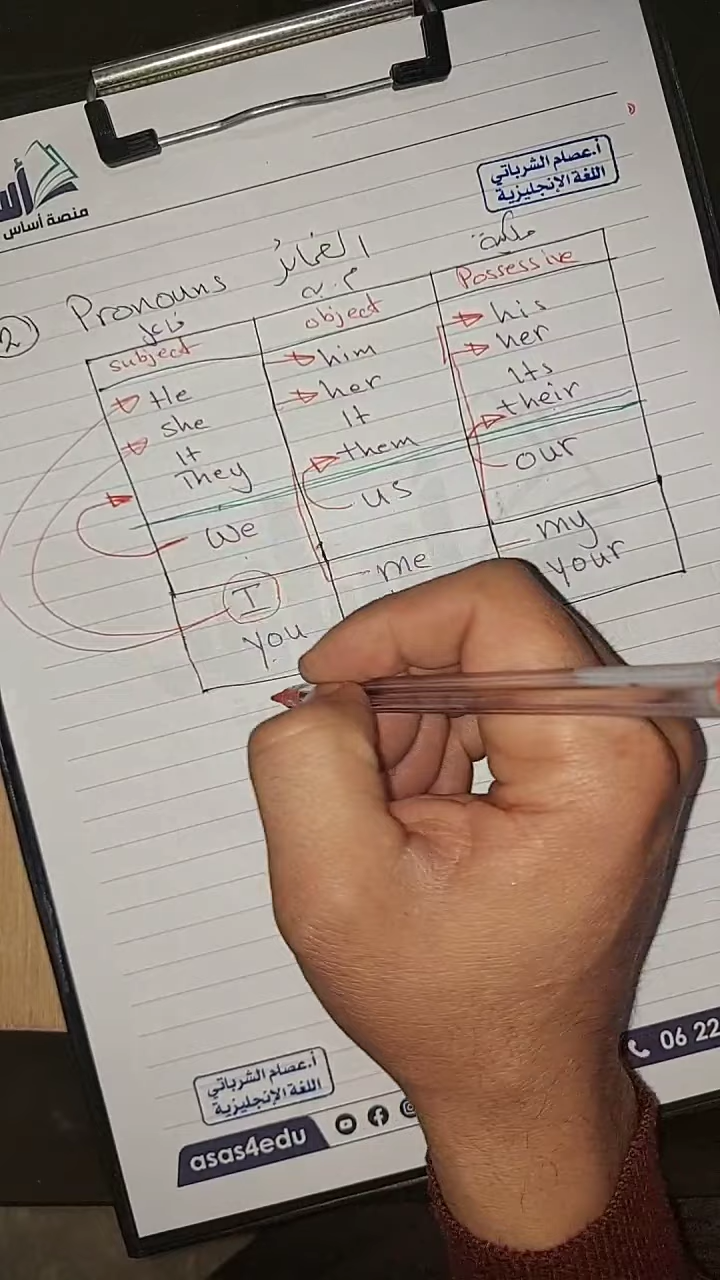 منصة أساس
أ.عصام الشرباتي
اللغة الإنجليزية
2) Pronouns الضمائر
فاعل م.به ملكية
subject object Possessive
He him his
she her her
It It Its
They them their
we us our
I me my
you your
أ.عصام الشرباتي
اللغة الإنجليزية
asas4edu
06 22